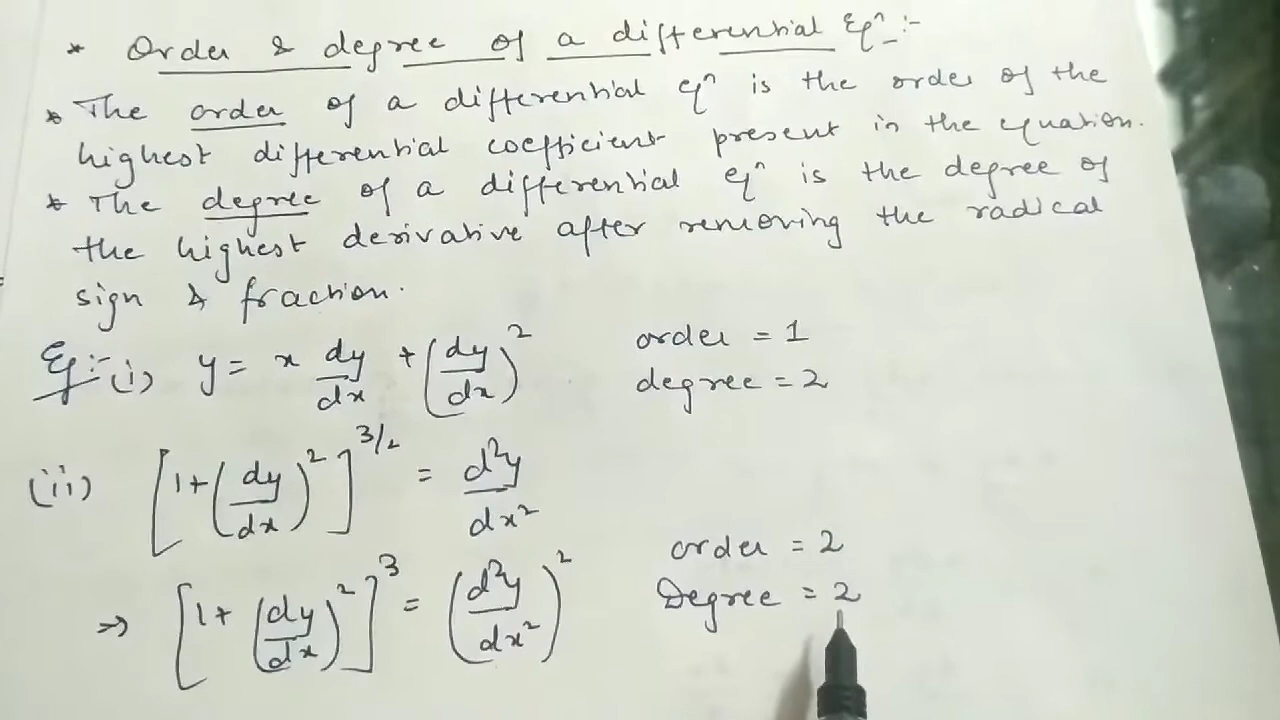 * Order & degree of a differential Eqⁿ :-
* The order of a differential eqⁿ is the order of the
highest differential coefficient present in the equation.
* The degree of a differential eqⁿ is the degree of
the highest derivative after removing the radical
sign & fraction.
Eg:- (i) y = x dy/dx + (dy/dx)² order = 1
degree = 2
(ii) [1+(dy/dx)²]^3/2 = d²y/dx²
⇒ [1+(dy/dx)²]³ = (d²y/dx²)² order = 2
Degree = 2